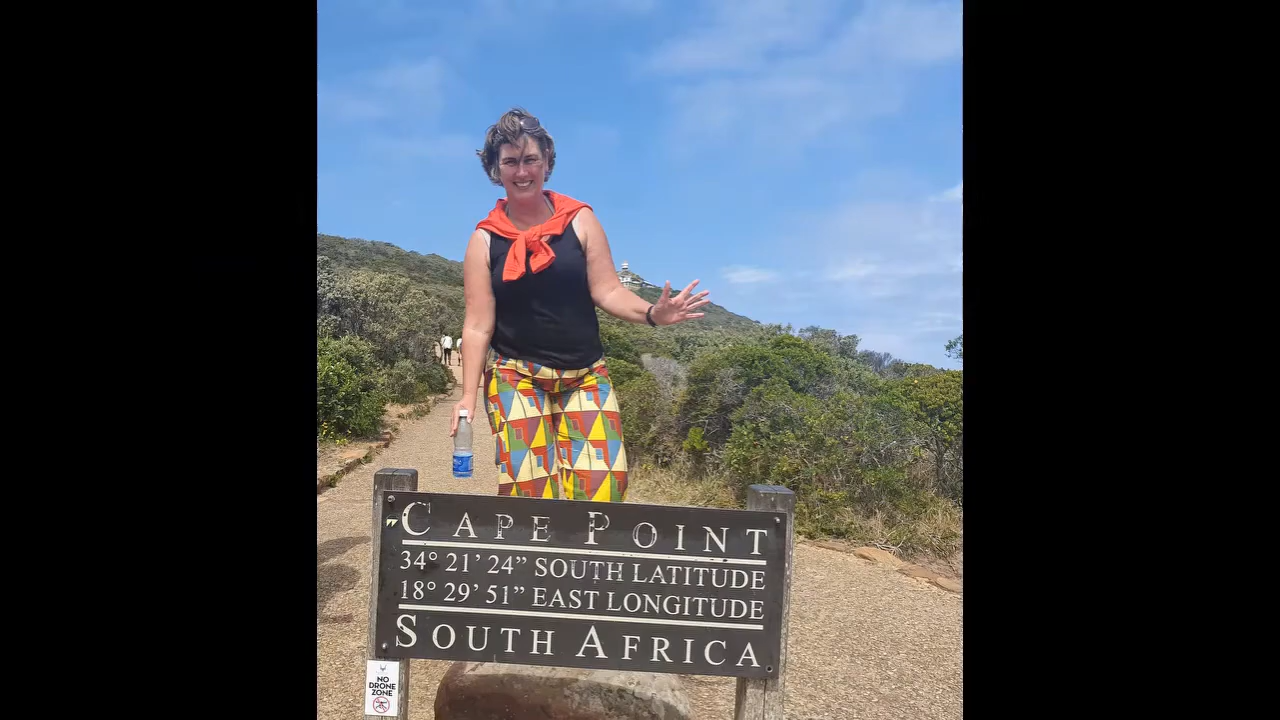 CAPE POINT
34° 21' 24" SOUTH LATITUDE
18° 29' 51" EAST LONGITUDE
SOUTH AFRICA
NO
DRONE
ZONE